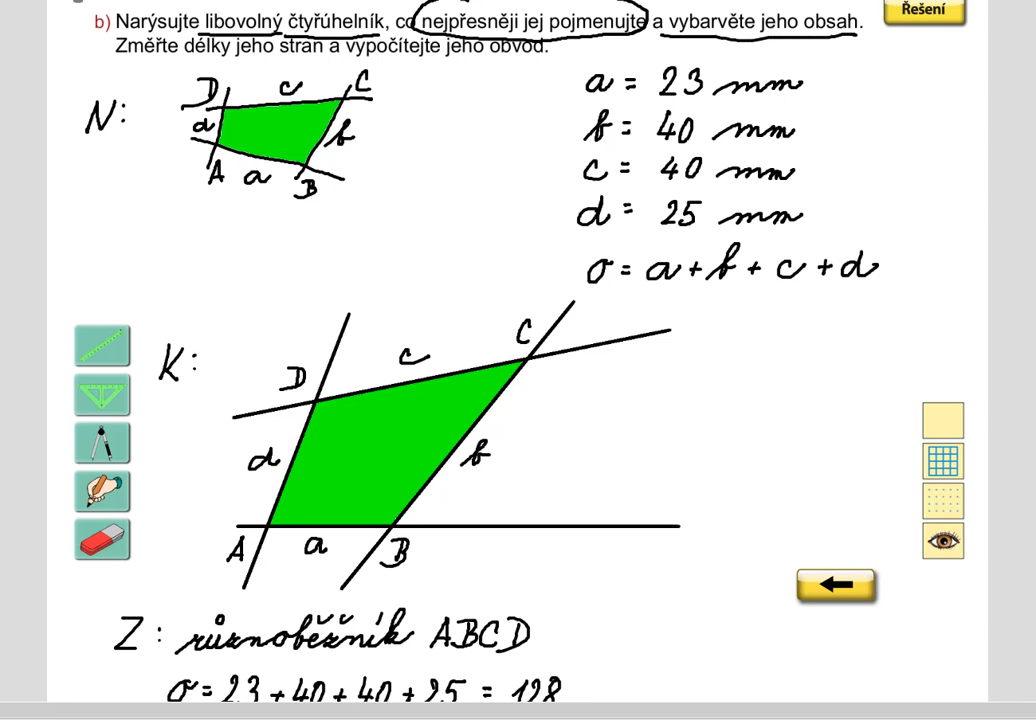 Řešení
b) Narýsujte libovolný čtyřúhelník, co nejpřesněji jej pojmenujte a vybarvěte jeho obsah.
Změřte délky jeho stran a vypočítejte jeho obvod.
N:
D c C
d b
A a B
a = 23 mm
b = 40 mm
c = 40 mm
d = 25 mm
σ = a + b + c + d
K:
C
c
D
d b
A a B
Z: různoběžník ABCD
σ = 23 + 40 + 40 + 25 = 128